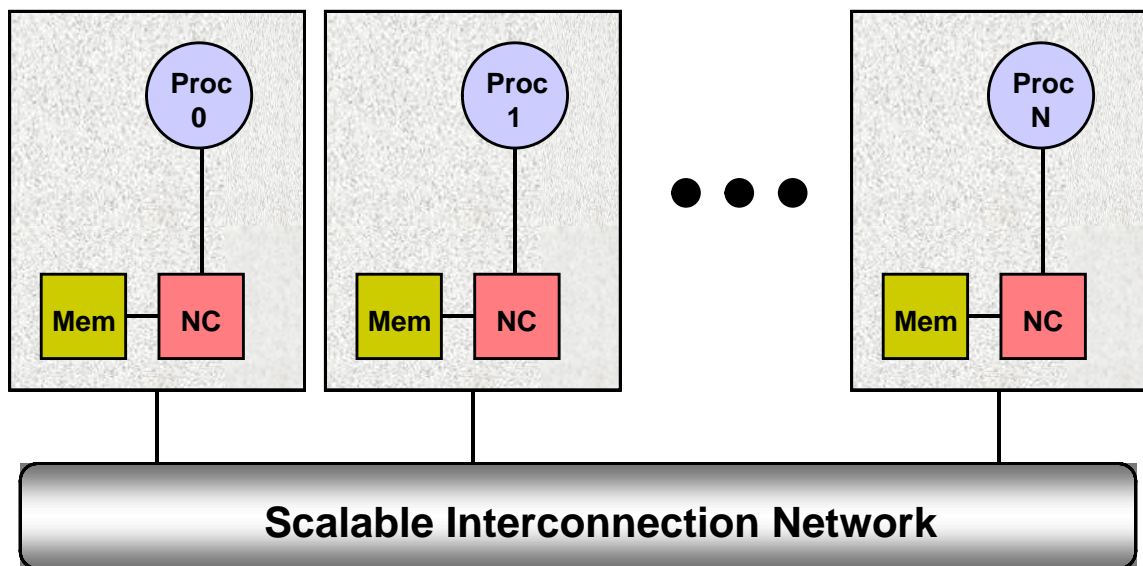 Proc
0
Proc
1
Proc
N
Mem
NC
Mem
NC
Mem
NC
Scalable Interconnection Network